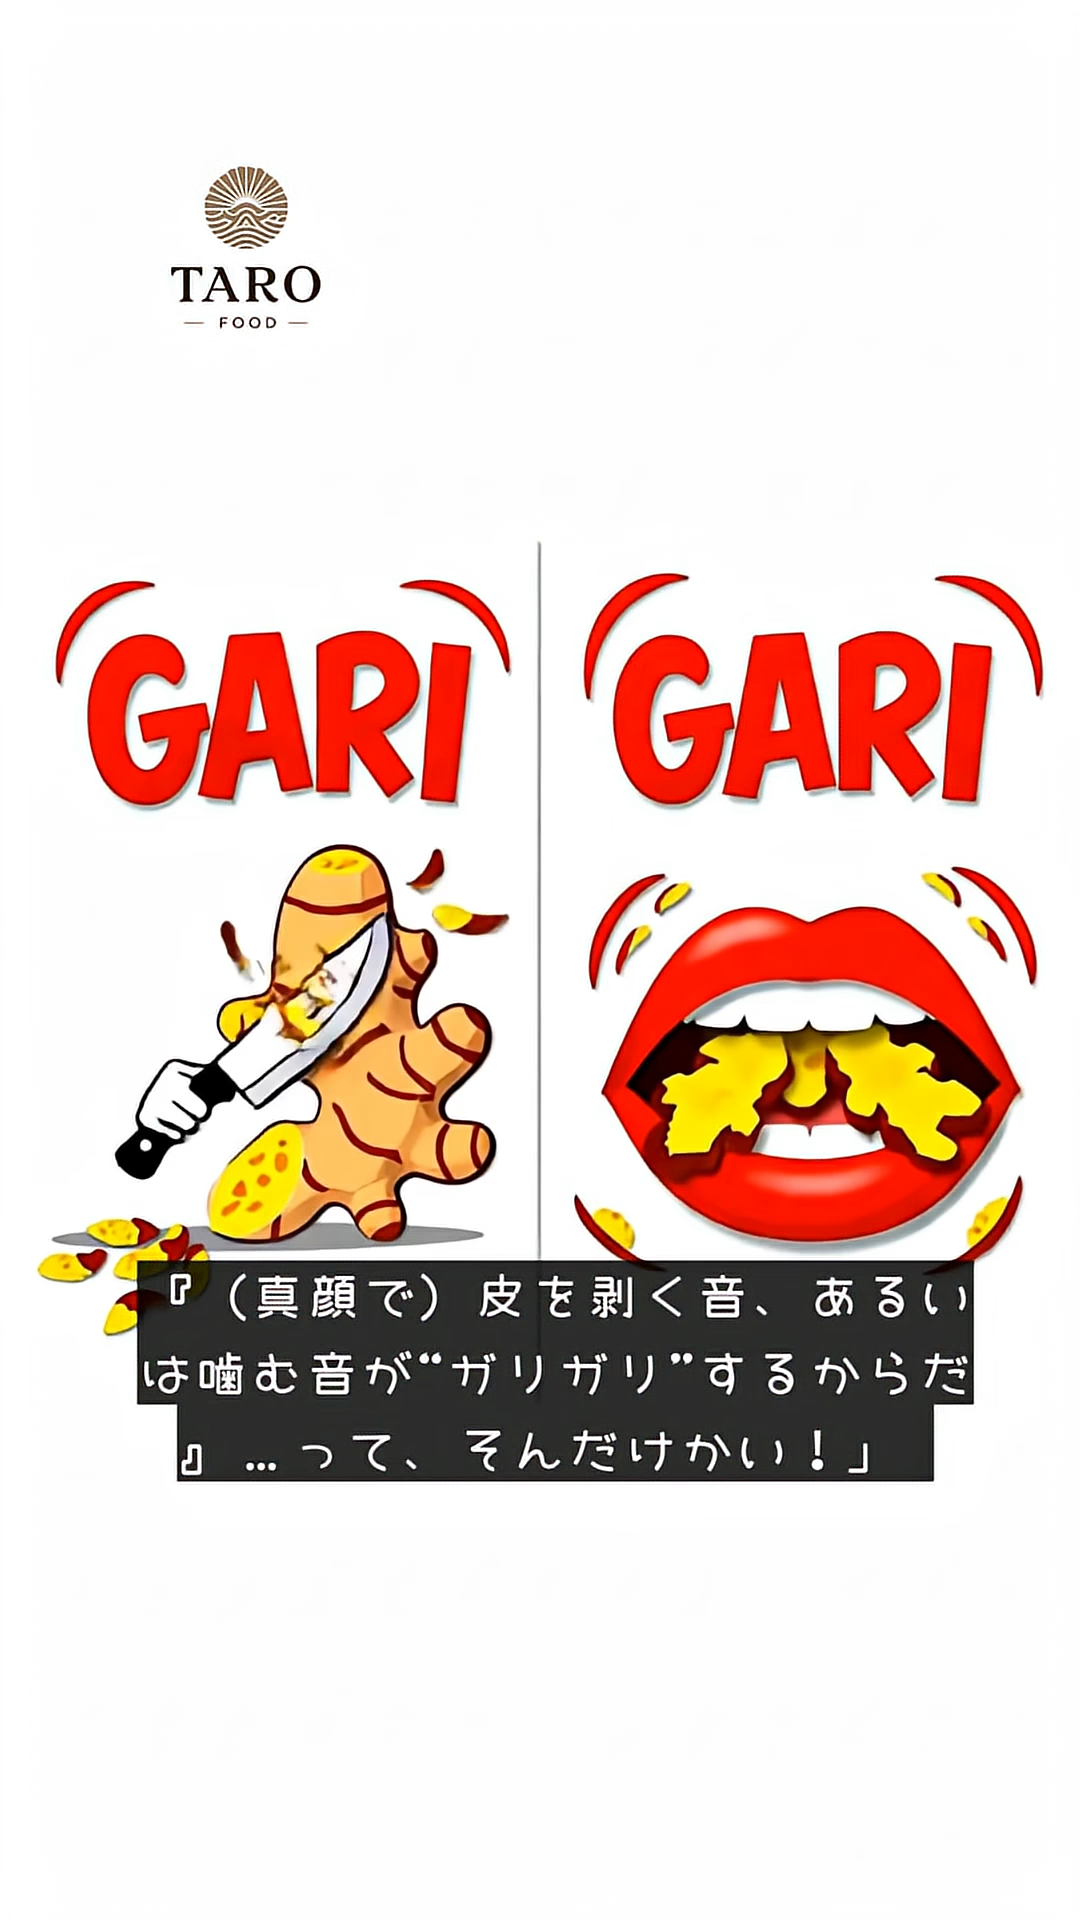 TARO
FOOD
GARI
GARI
『（真顔で）皮を剥く音、あるい
は噛む音が“ガリガリ”するからだ
』…って、そんだけかい！」